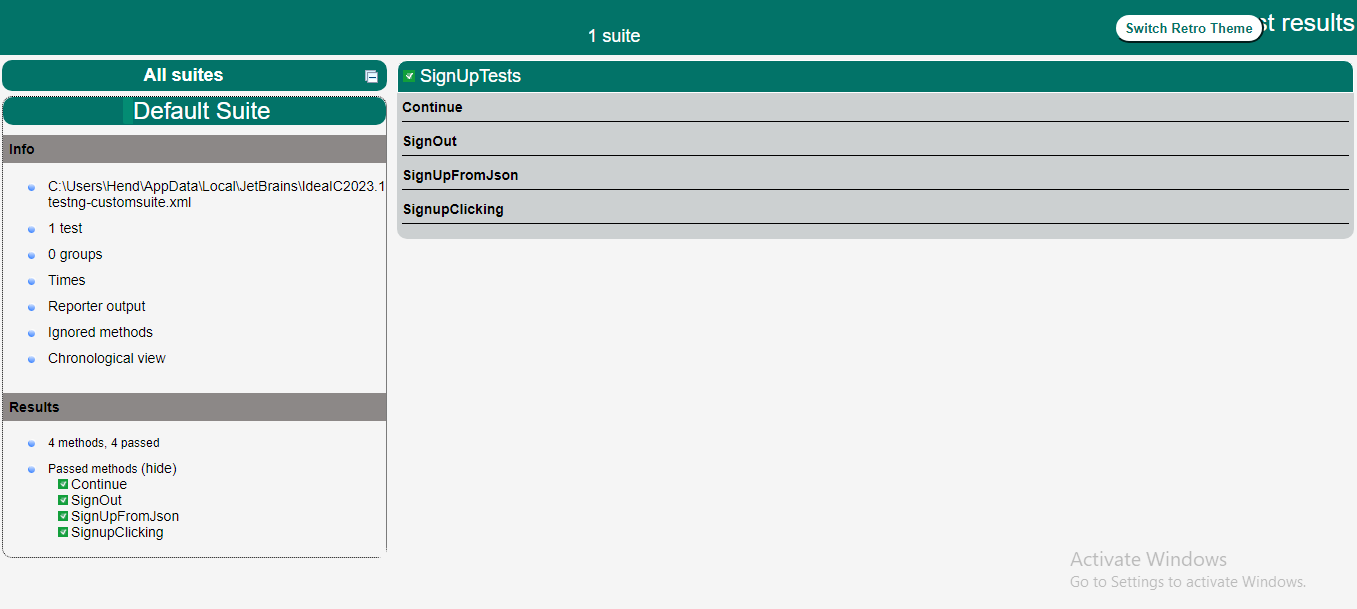 1 suite
Switch Retro Theme
st results
All suites
Default Suite
Info
C:\Users\Hend\AppData\Local\JetBrains\IdeaIC2023.1
testng-customsuite.xml
1 test
0 groups
Times
Reporter output
Ignored methods
Chronological view
Results
4 methods, 4 passed
Passed methods (hide)
Continue
SignOut
SignUpFromJson
SignupClicking
SignUpTests
Continue
SignOut
SignUpFromJson
SignupClicking
Activate Windows
Go to Settings to activate Windows.